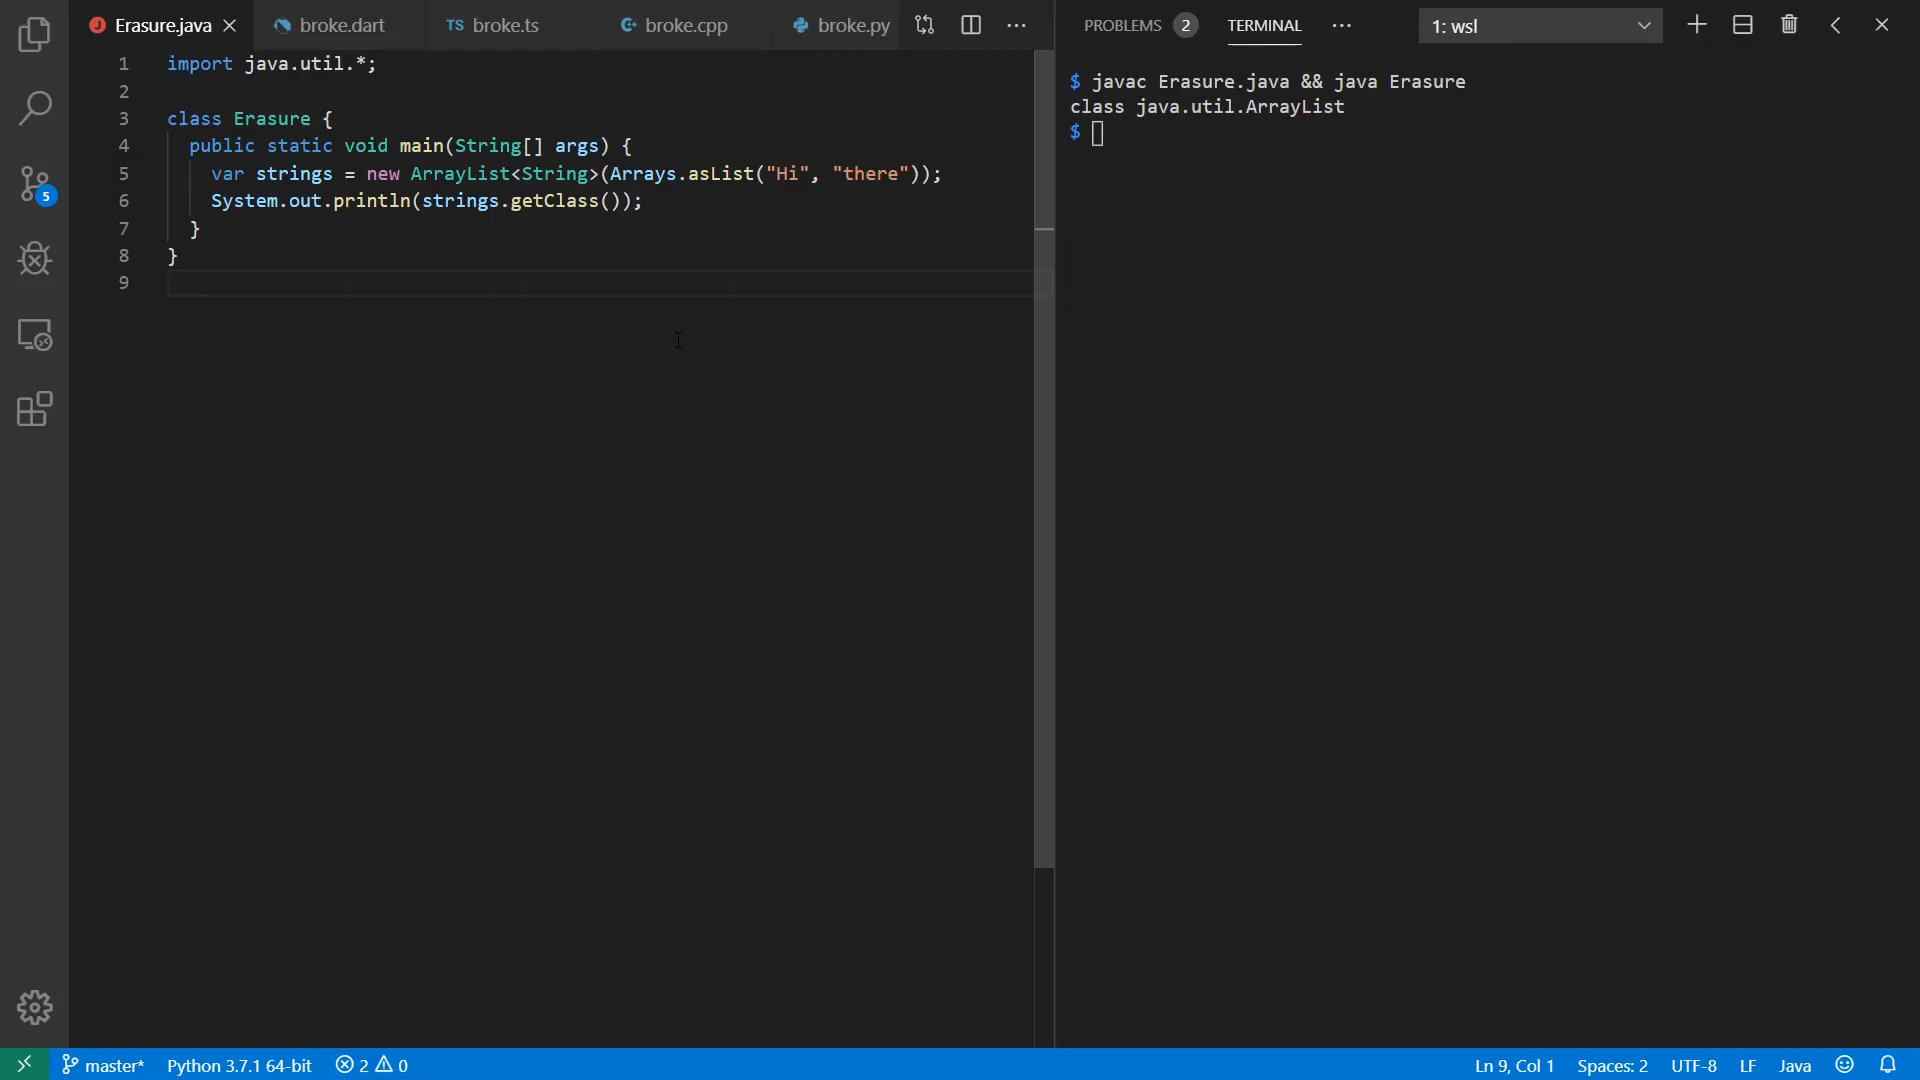 Erasure.java
broke.dart
TS broke.ts
broke.cpp
broke.py
PROBLEMS 2 TERMINAL
1: wsl
1 import java.util.*;
2
3 class Erasure {
4 public static void main(String[] args) {
5 var strings = new ArrayList<String>(Arrays.asList("Hi", "there"));
6 System.out.println(strings.getClass());
7 }
8 }
9
$ javac Erasure.java && java Erasure
class java.util.ArrayList
$
5
master* Python 3.7.1 64-bit 2 0
Ln 9, Col 1 Spaces: 2 UTF-8 LF Java